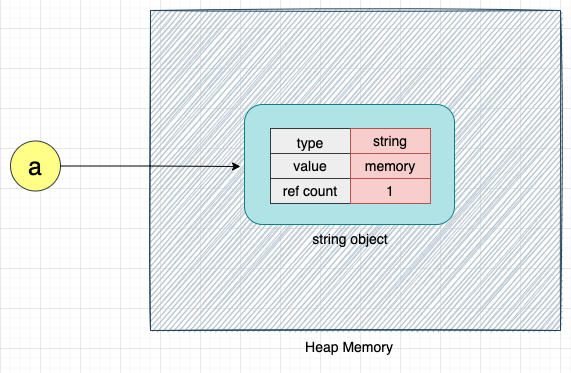 a
type string
value memory
ref count 1
string object
Heap Memory